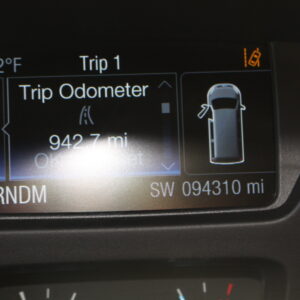 2°F
Trip 1
Trip Odometer
942.7 mi
RNDM
SW 094310 mi